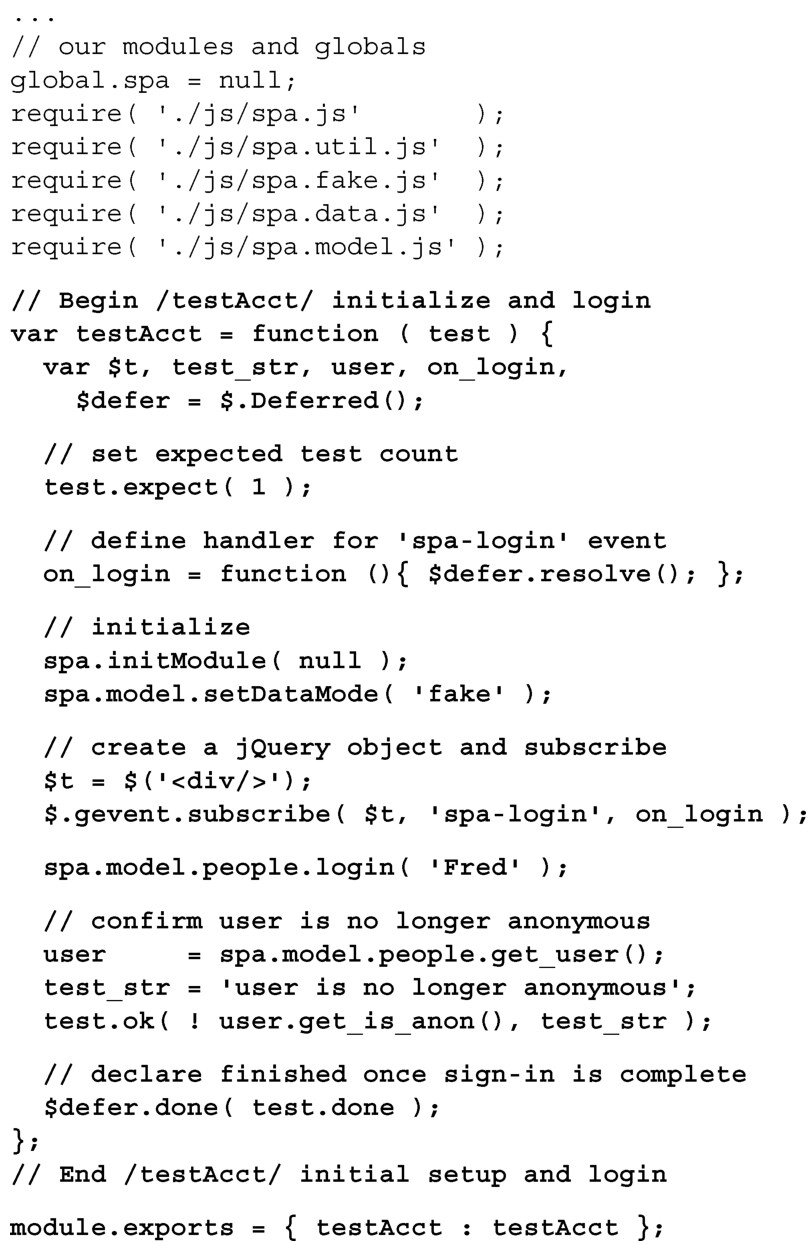 ...
// our modules and globals
global.spa = null;
require( './js/spa.js'       );
require( './js/spa.util.js'  );
require( './js/spa.fake.js'  );
require( './js/spa.data.js'  );
require( './js/spa.model.js' );
// Begin /testAcct/ initialize and login
var testAcct = function ( test ) {
  var $t, test_str, user, on_login,
    $defer = $.Deferred();
  // set expected test count
  test.expect( 1 );
  // define handler for 'spa-login' event
  on_login = function (){ $defer.resolve(); };
  // initialize
  spa.initModule( null );
  spa.model.setDataMode( 'fake' );
  // create a jQuery object and subscribe
  $t = $('<div/>');
  $.gevent.subscribe( $t, 'spa-login', on_login );
  spa.model.people.login( 'Fred' );
  // confirm user is no longer anonymous
  user     = spa.model.people.get_user();
  test_str = 'user is no longer anonymous';
  test.ok( ! user.get_is_anon(), test_str );
  // declare finished once sign-in is complete
  $defer.done( test.done );
};
// End /testAcct/ initial setup and login
module.exports = { testAcct : testAcct };